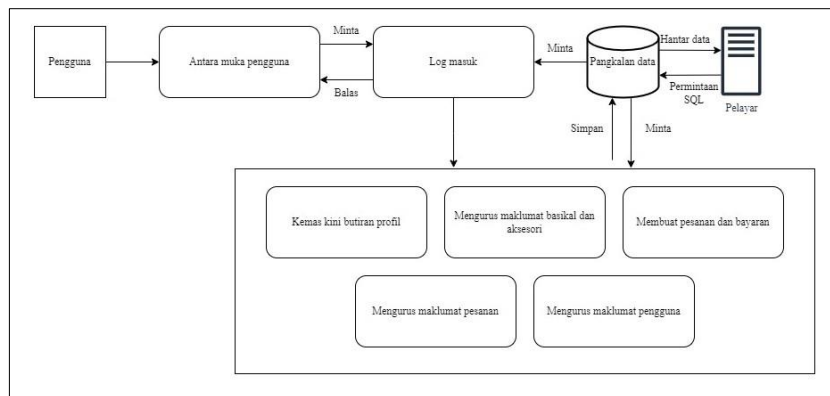 Pengguna
Antara muka pengguna
Minta
Balas
Log masuk
Minta
Pangkalan data
Hantar data
Permintaan
SQL
Pelayar
Simpan
Minta
Kemas kini butiran profil
Mengurus maklumat basikal dan
aksesori
Membuat pesanan dan bayaran
Mengurus maklumat pesanan
Mengurus maklumat pengguna